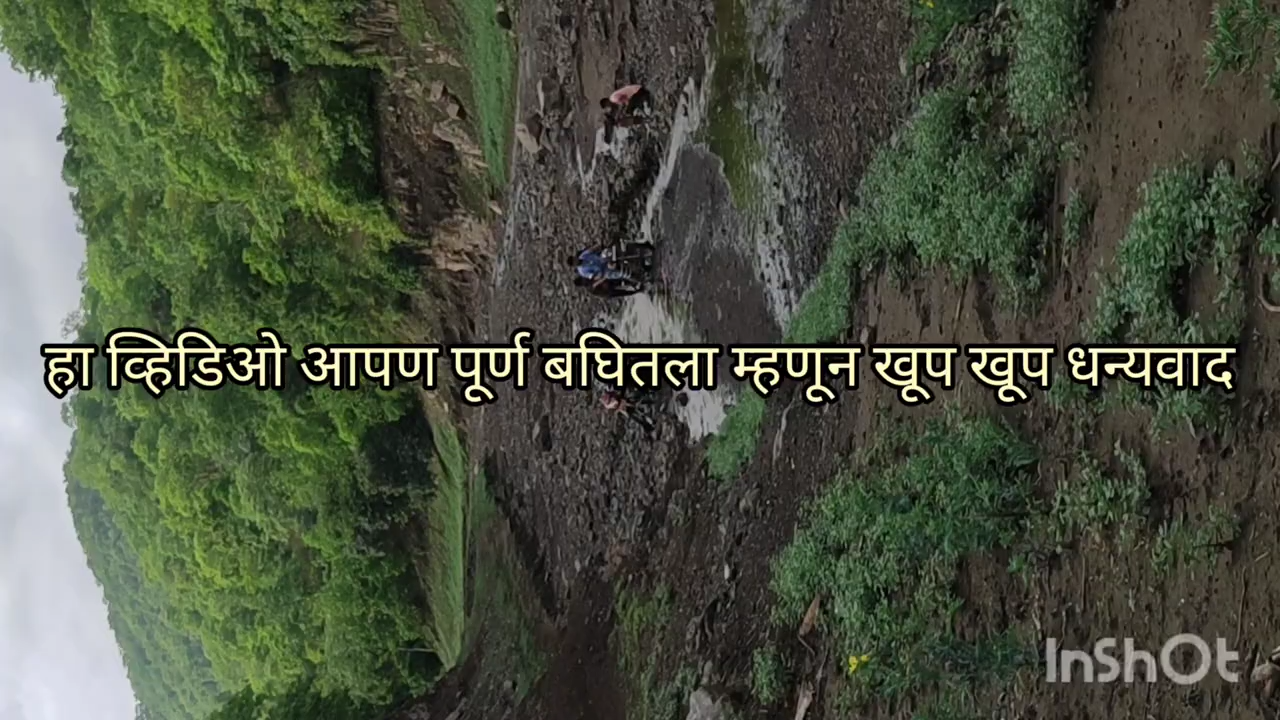 हा व्हिडिओ आपण पूर्ण बघितला म्हणून खूप खूप धन्यवाद
InShOt